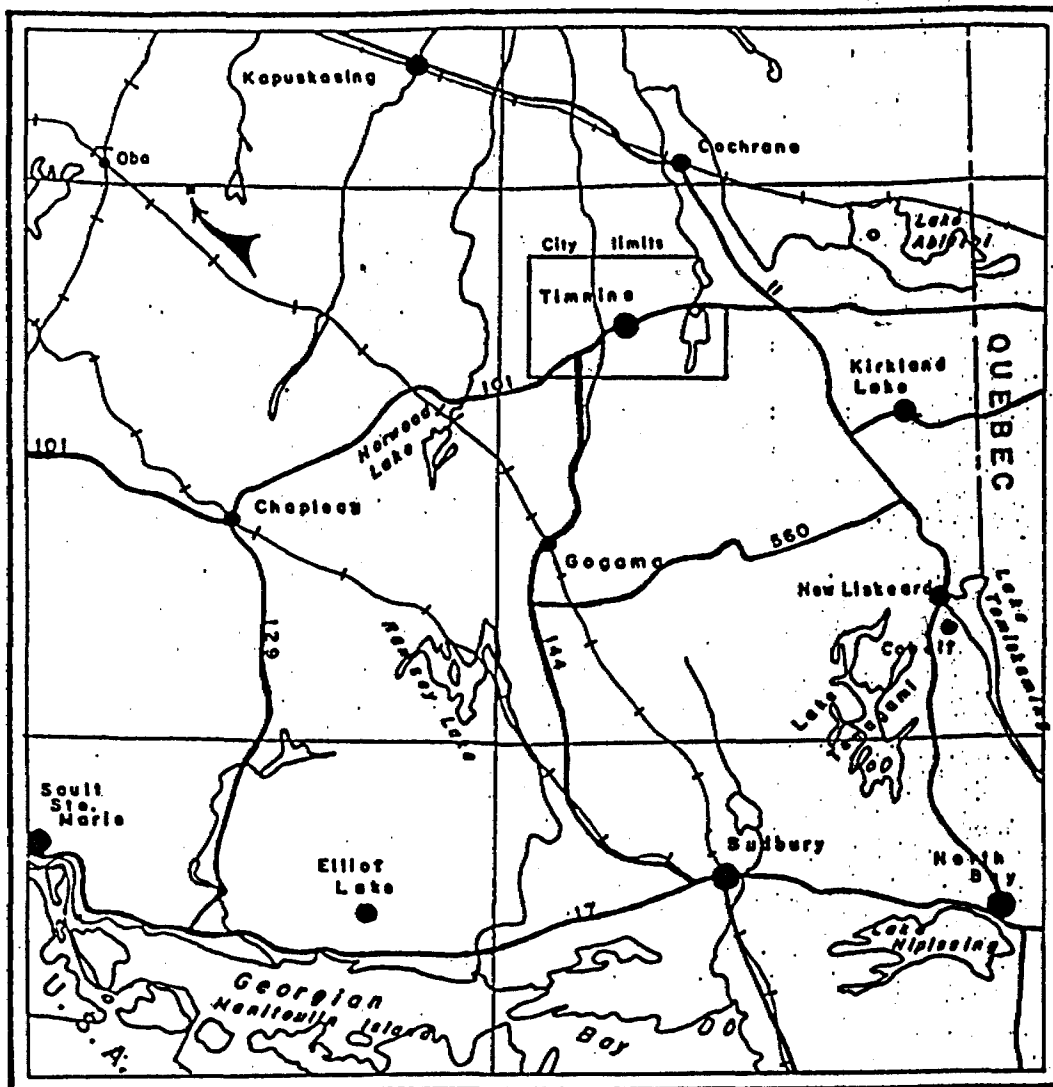 Kapuskasing
Cochrane
Oba
Lake
Abitibi
City limits
Timmins
11
QUEBEC
Kirkland
Lake
101
Horwood
Lake
101
Chapleau
560
Gogama
New Liskeard
Lake
Temiskaming
Cobalt
129
Ramsay Lake
144
Lake
Temagami
Sault
Ste.
Marie
Elliot
Lake
Sudbury
North
Bay
17
Lake
Nipissing
Georgian
Manitoulin Island
Bay
U. S. A.